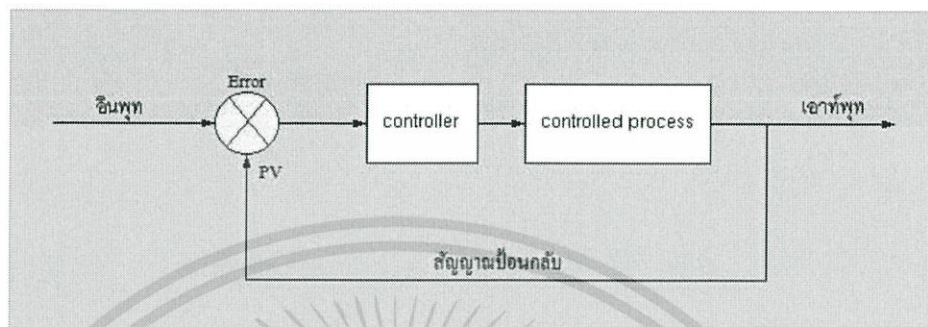 Error
อินพุท
controller
controlled process
เอาท์พุท
PV
สัญญาณป้อนกลับ